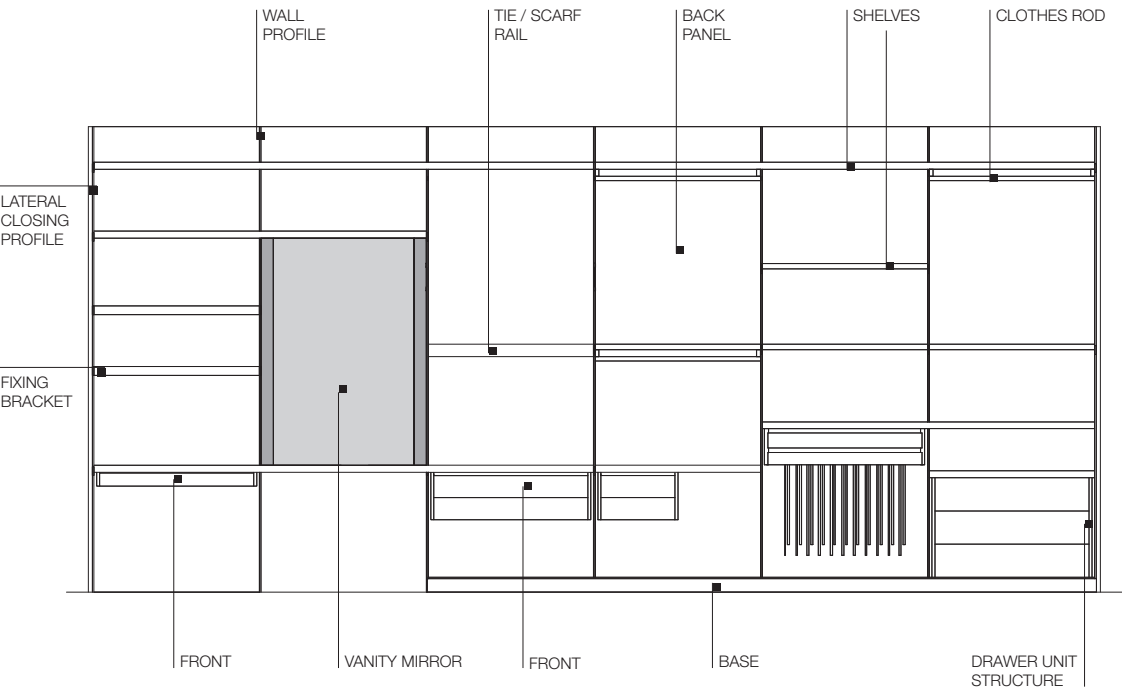 WALL
PROFILE
TIE / SCARF
RAIL
BACK
PANEL
SHELVES
CLOTHES ROD
LATERAL
CLOSING
PROFILE
FIXING
BRACKET
FRONT
VANITY MIRROR
FRONT
BASE
DRAWER UNIT
STRUCTURE